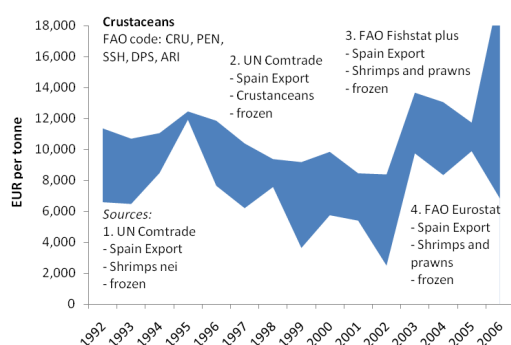 Crustaceans
FAO code: CRU, PEN,
SSH, DPS, ARI
2. UN Comtrade
- Spain Export
- Crustanceans
- frozen
3. FAO Fishstat plus
- Spain Export
- Shrimps and prawns
- frozen
Sources:
1. UN Comtrade
- Spain Export
- Shrimps nei
- frozen
4. FAO Eurostat
- Spain Export
- Shrimps and
prawns
- frozen
EUR per tonne
18,000
16,000
14,000
12,000
10,000
8,000
6,000
4,000
2,000
0
1992 1993 1994 1995 1996 1997 1998 1999 2000 2001 2002 2003 2004 2005 2006